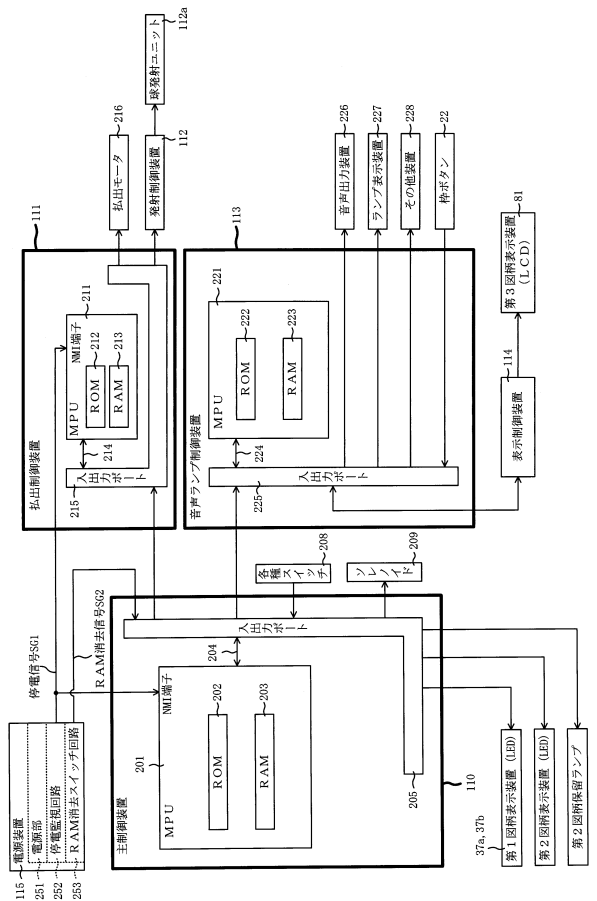 電源装置
115
電源部
251
停電監視回路
252
RAM消去スイッチ回路
253
停電信号SG1
RAM消去信号SG2
主制御装置
110
201
MPU
NMI端子
ROM
202
RAM
203
204
入出力ポート
205
各種スイッチ
208
ソレノイド
209
37a, 37b
第1図柄表示装置 (LED)
第2図柄表示装置 (LED)
第2図柄保留ランプ
払出制御装置
111
MPU
NMI端子
211
ROM
212
RAM
213
214
入出力ポート
215
払出モータ
216
発射制御装置
112
球発射ユニット
112a
音声ランプ制御装置
113
MPU
221
ROM
222
RAM
223
224
入出力ポート
225
音声出力装置
226
ランプ表示装置
227
その他装置
228
枠ボタン
22
表示制御装置
114
第3図柄表示装置
(LCD)
81